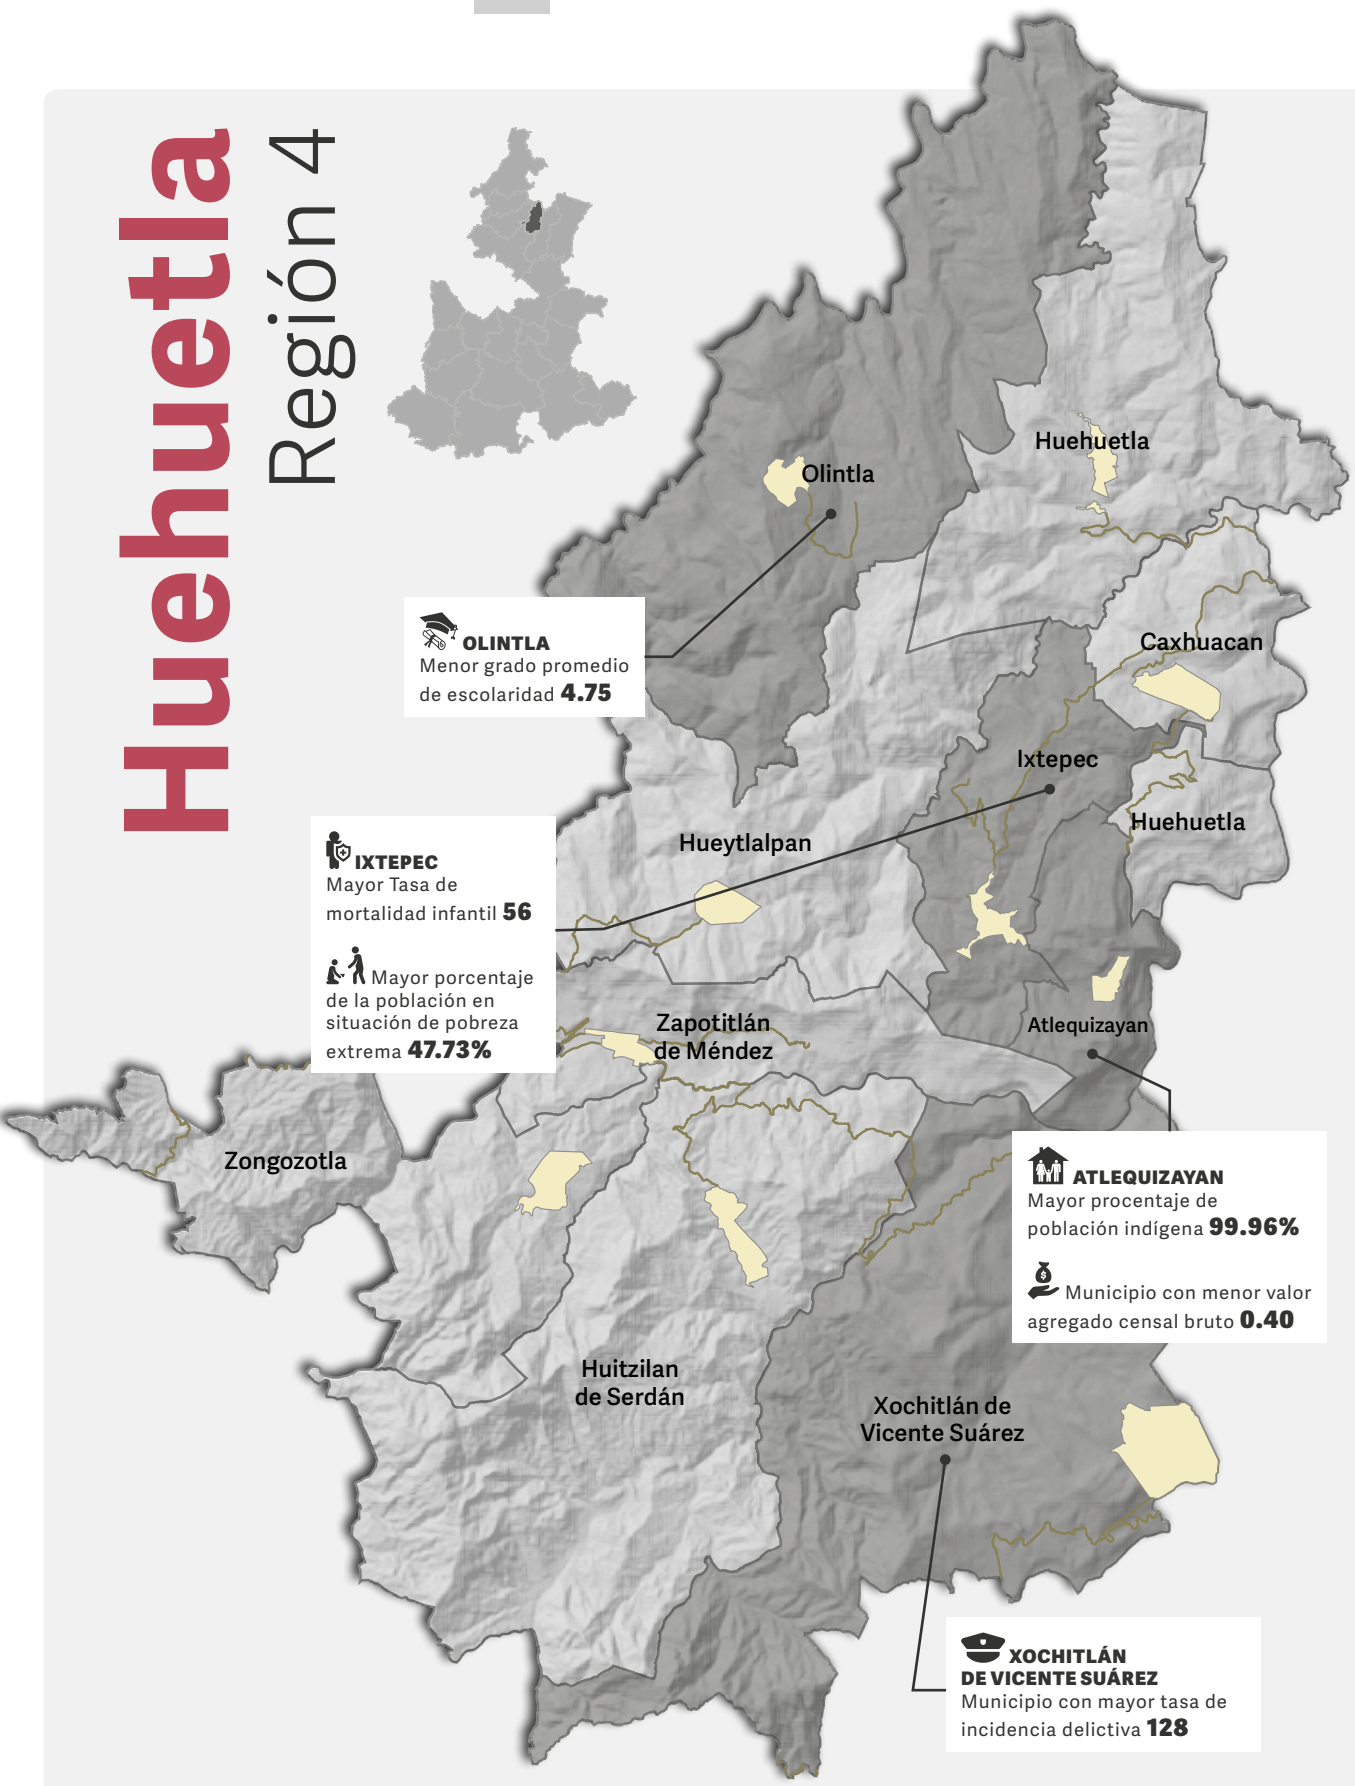 Huehuetla
Región 4
Huehuetla
Olintla
OLINTLA
Menor grado promedio
de escolaridad 4.75
Caxhuacan
Ixtepec
Huehuetla
Hueytlalpan
IXTEPEC
Mayor Tasa de
mortalidad infantil 56
Mayor porcentaje
de la población en
situación de pobreza
extrema 47.73%
Zapotitlán
de Méndez
Atlequizayan
Zongozotla
ATLEQUIZAYAN
Mayor procentaje de
población indígena 99.96%
Municipio con menor valor
agregado censal bruto 0.40
Huitzilan
de Serdán
Xochitlán de
Vicente Suárez
XOCHITLÁN
DE VICENTE SUÁREZ
Municipio con mayor tasa de
incidencia delictiva 128